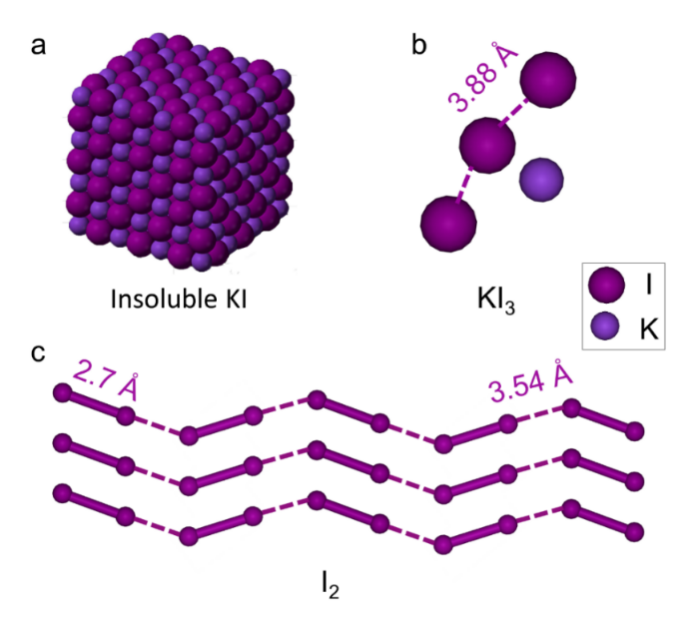 a
b
3.88 Å
Insoluble KI
KI₃
I
K
c
2.7 Å
3.54 Å
I₂